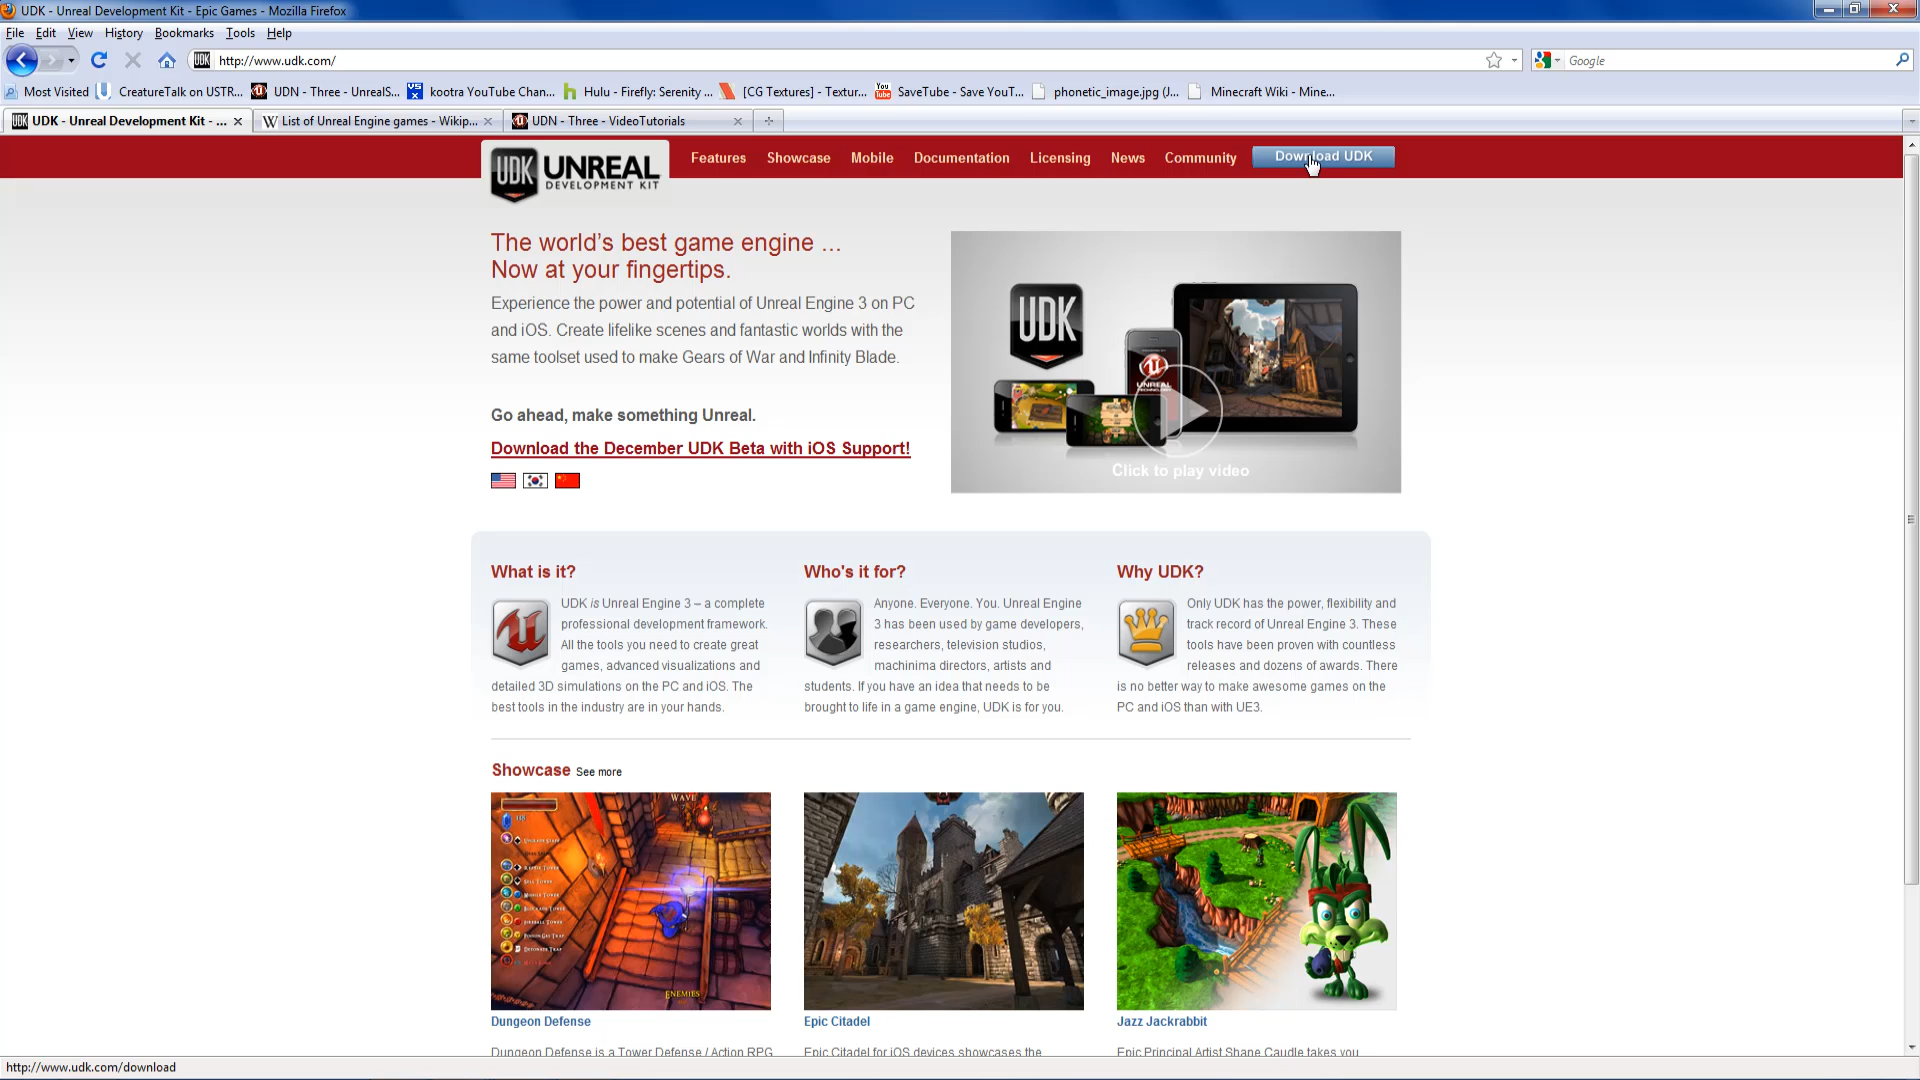 UDK - Unreal Development Kit - Epic Games - Mozilla Firefox
File Edit View History Bookmarks Tools Help
http://www.udk.com/
Google
Most Visited CreatureTalk on USTR... UDN - Three - UnrealS... kootra YouTube Chan... Hulu - Firefly: Serenity ... [CG Textures] - Textur... SaveTube - Save YouT... phonetic_image.jpg (J... Minecraft Wiki - Mine...
UDK - Unreal Development Kit - ... List of Unreal Engine games - Wikip... UDN - Three - VideoTutorials
UDK UNREAL
DEVELOPMENT KIT
Features Showcase Mobile Documentation Licensing News Community Download UDK
The world's best game engine ...
Now at your fingertips.
Experience the power and potential of Unreal Engine 3 on PC
and iOS. Create lifelike scenes and fantastic worlds with the
same toolset used to make Gears of War and Infinity Blade.
Go ahead, make something Unreal.
Download the December UDK Beta with iOS Support!
UDK
UNREAL
Click to play video
What is it?
UDK is Unreal Engine 3 – a complete
professional development framework.
All the tools you need to create great
games, advanced visualizations and
detailed 3D simulations on the PC and iOS. The
best tools in the industry are in your hands.
Who's it for?
Anyone. Everyone. You. Unreal Engine
3 has been used by game developers,
researchers, television studios,
machinima directors, artists and
students. If you have an idea that needs to be
brought to life in a game engine, UDK is for you.
Why UDK?
Only UDK has the power, flexibility and
track record of Unreal Engine 3. These
tools have been proven with countless
releases and dozens of awards. There
is no better way to make awesome games on the
PC and iOS than with UE3.
Showcase See more
WAVE
ENEMIES
Dungeon Defense
Epic Citadel
Jazz Jackrabbit
Dungeon Defense is a Tower Defense / Action RPG
Epic Citadel for iOS devices showcases the
Epic Principal Artist Shane Caudle takes you
http://www.udk.com/download